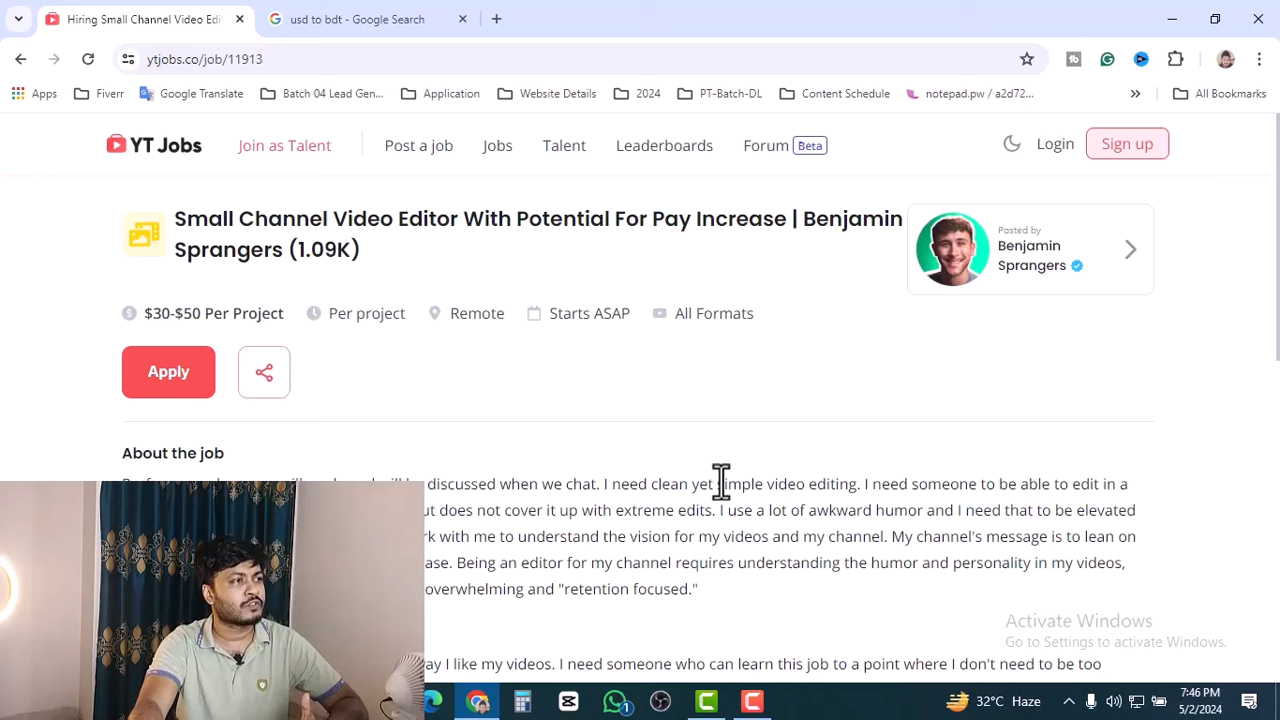 Hiring Small Channel Video Edi
usd to bdt - Google Search
ytjobs.co/job/11913
Apps
Fiverr
Google Translate
Batch 04 Lead Gen...
Application
Website Details
2024
PT-Batch-DL
Content Schedule
notepad.pw / a2d72...
All Bookmarks
YT Jobs
Join as Talent
Post a job
Jobs
Talent
Leaderboards
Forum Beta
Login
Sign up
Small Channel Video Editor With Potential For Pay Increase | Benjamin
Sprangers (1.09K)
Posted by
Benjamin
Sprangers
$30-$50 Per Project
Per project
Remote
Starts ASAP
All Formats
Apply
About the job
discussed when we chat. I need clean yet simple video editing. I need someone to be able to edit in a
ut does not cover it up with extreme edits. I use a lot of awkward humor and I need that to be elevated
rk with me to understand the vision for my videos and my channel. My channel's message is to lean on
ase. Being an editor for my channel requires understanding the humor and personality in my videos,
overwhelming and "retention focused."
ay I like my videos. I need someone who can learn this job to a point where I don't need to be too
Activate Windows
Go to Settings to activate Windows.
1
32°C Haze
7:46 PM
5/2/2024